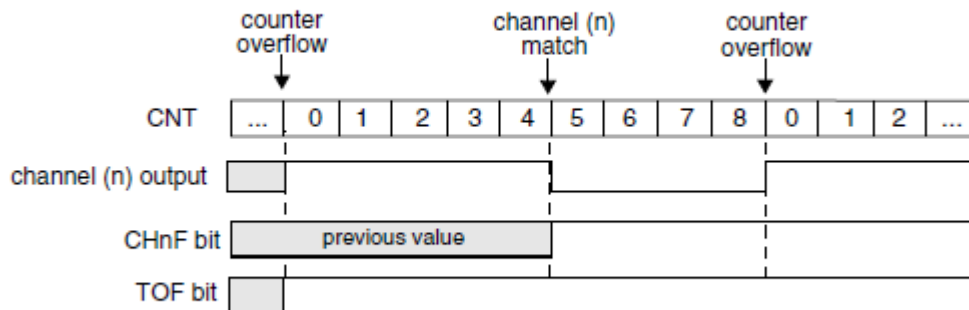 counter
overflow
channel (n)
match
counter
overflow
CNT ... 0 1 2 3 4 5 6 7 8 0 1 2 ...
channel (n) output
CHnF bit previous value
TOF bit